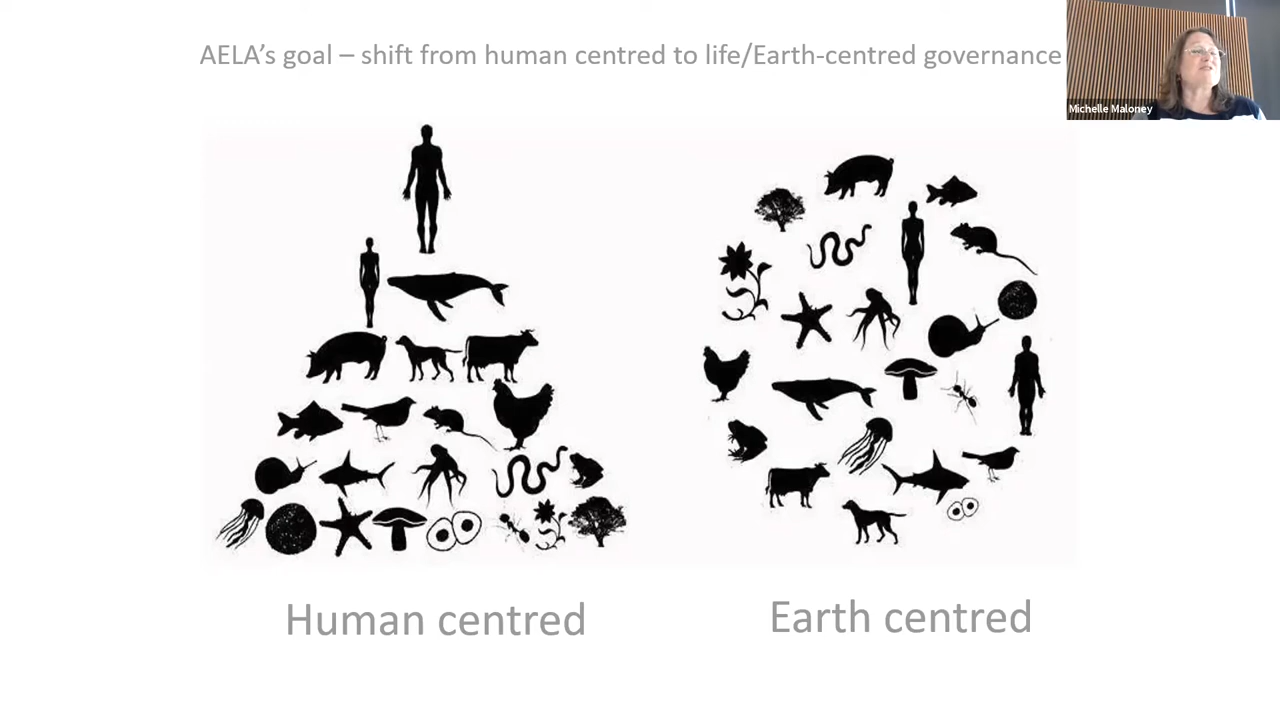 AELA’s goal – shift from human centred to life/Earth-centred governance
Michelle Maloney
Human centred
Earth centred